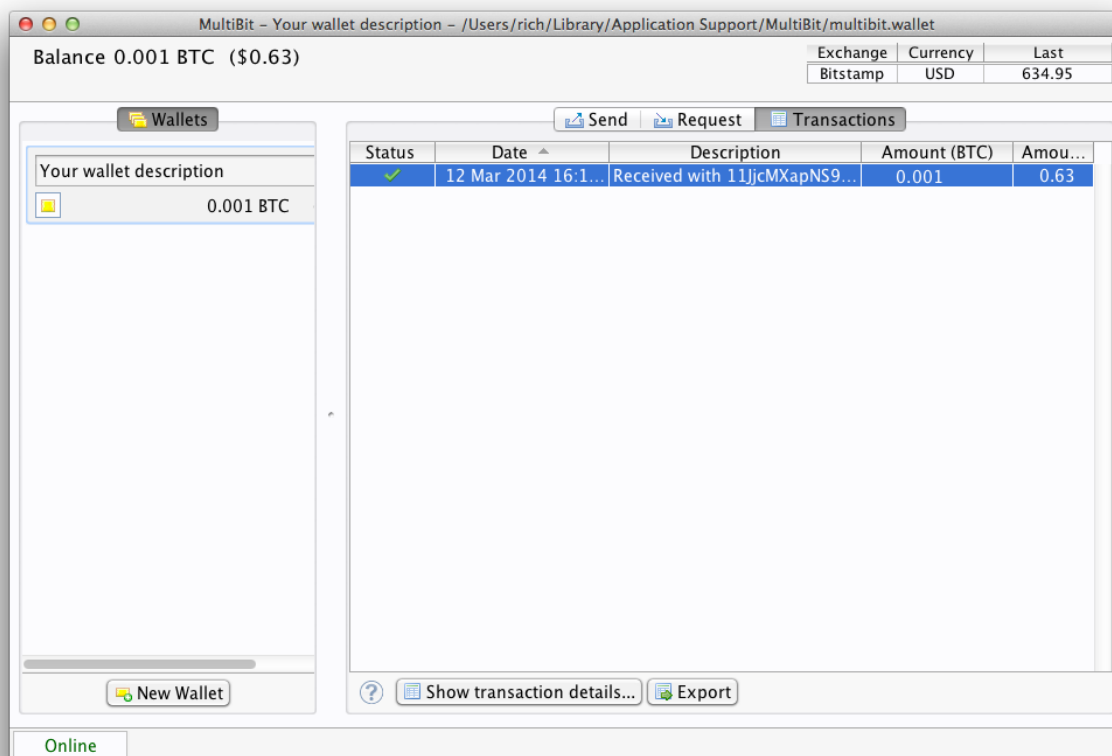 MultiBit – Your wallet description – /Users/rich/Library/Application Support/MultiBit/multibit.wallet
Balance 0.001 BTC ($0.63)
Exchange Currency Last
Bitstamp USD 634.95
Wallets
Your wallet description
0.001 BTC
New Wallet
Send Request Transactions
Status Date Description Amount (BTC) Amou...
12 Mar 2014 16:1... Received with 11JjcMXapNS9... 0.001 0.63
? Show transaction details... Export
Online